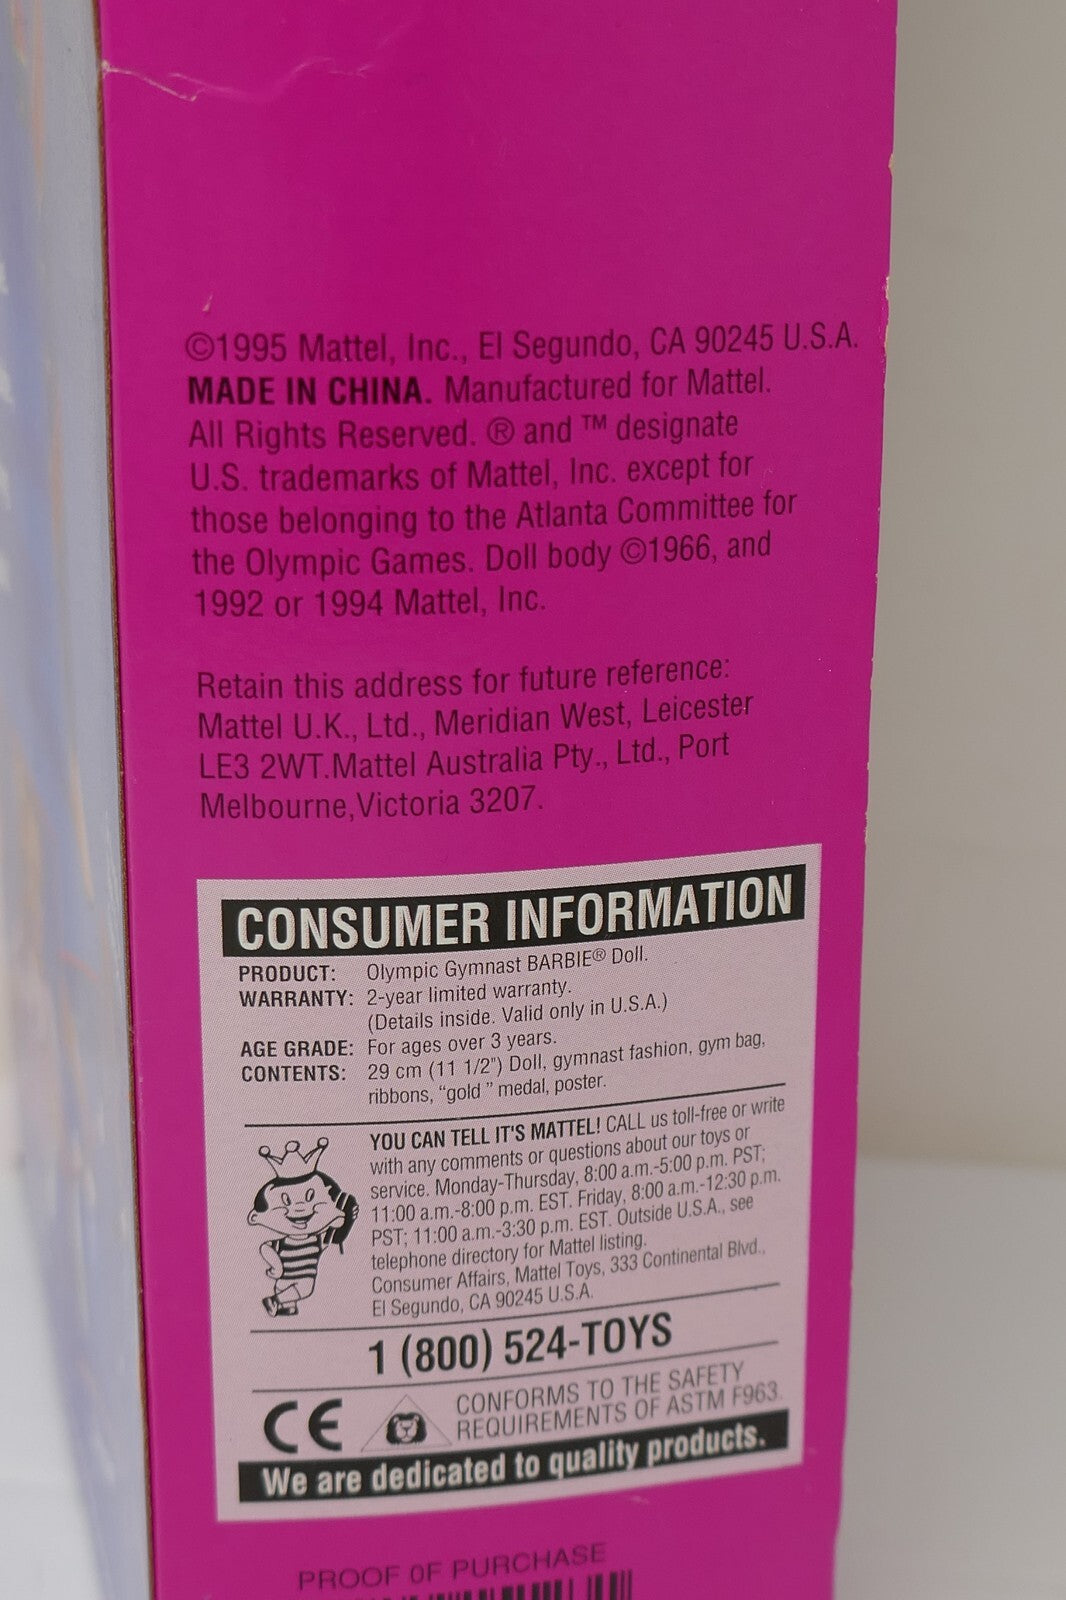 ©1995 Mattel, Inc., El Segundo, CA 90245 U.S.A.
MADE IN CHINA. Manufactured for Mattel.
All Rights Reserved. ® and ™ designate
U.S. trademarks of Mattel, Inc. except for
those belonging to the Atlanta Committee for
the Olympic Games. Doll body ©1966, and
1992 or 1994 Mattel, Inc.
Retain this address for future reference:
Mattel U.K., Ltd., Meridian West, Leicester
LE3 2WT.Mattel Australia Pty., Ltd., Port
Melbourne,Victoria 3207.
CONSUMER INFORMATION
PRODUCT: Olympic Gymnast BARBIE® Doll.
WARRANTY: 2-year limited warranty.
(Details inside. Valid only in U.S.A.)
AGE GRADE: For ages over 3 years.
CONTENTS: 29 cm (11 1/2") Doll, gymnast fashion, gym bag,
ribbons, "gold " medal, poster.
YOU CAN TELL IT'S MATTEL! CALL us toll-free or write
with any comments or questions about our toys or
service. Monday-Thursday, 8:00 a.m.-5:00 p.m. PST;
11:00 a.m.-8:00 p.m. EST. Friday, 8:00 a.m.-12:30 p.m.
PST; 11:00 a.m.-3:30 p.m. EST. Outside U.S.A., see
telephone directory for Mattel listing.
Consumer Affairs, Mattel Toys, 333 Continental Blvd.,
El Segundo, CA 90245 U.S.A.
1 (800) 524-TOYS
CE
CONFORMS TO THE SAFETY
REQUIREMENTS OF ASTM F963.
We are dedicated to quality products.
PROOF OF PURCHASE